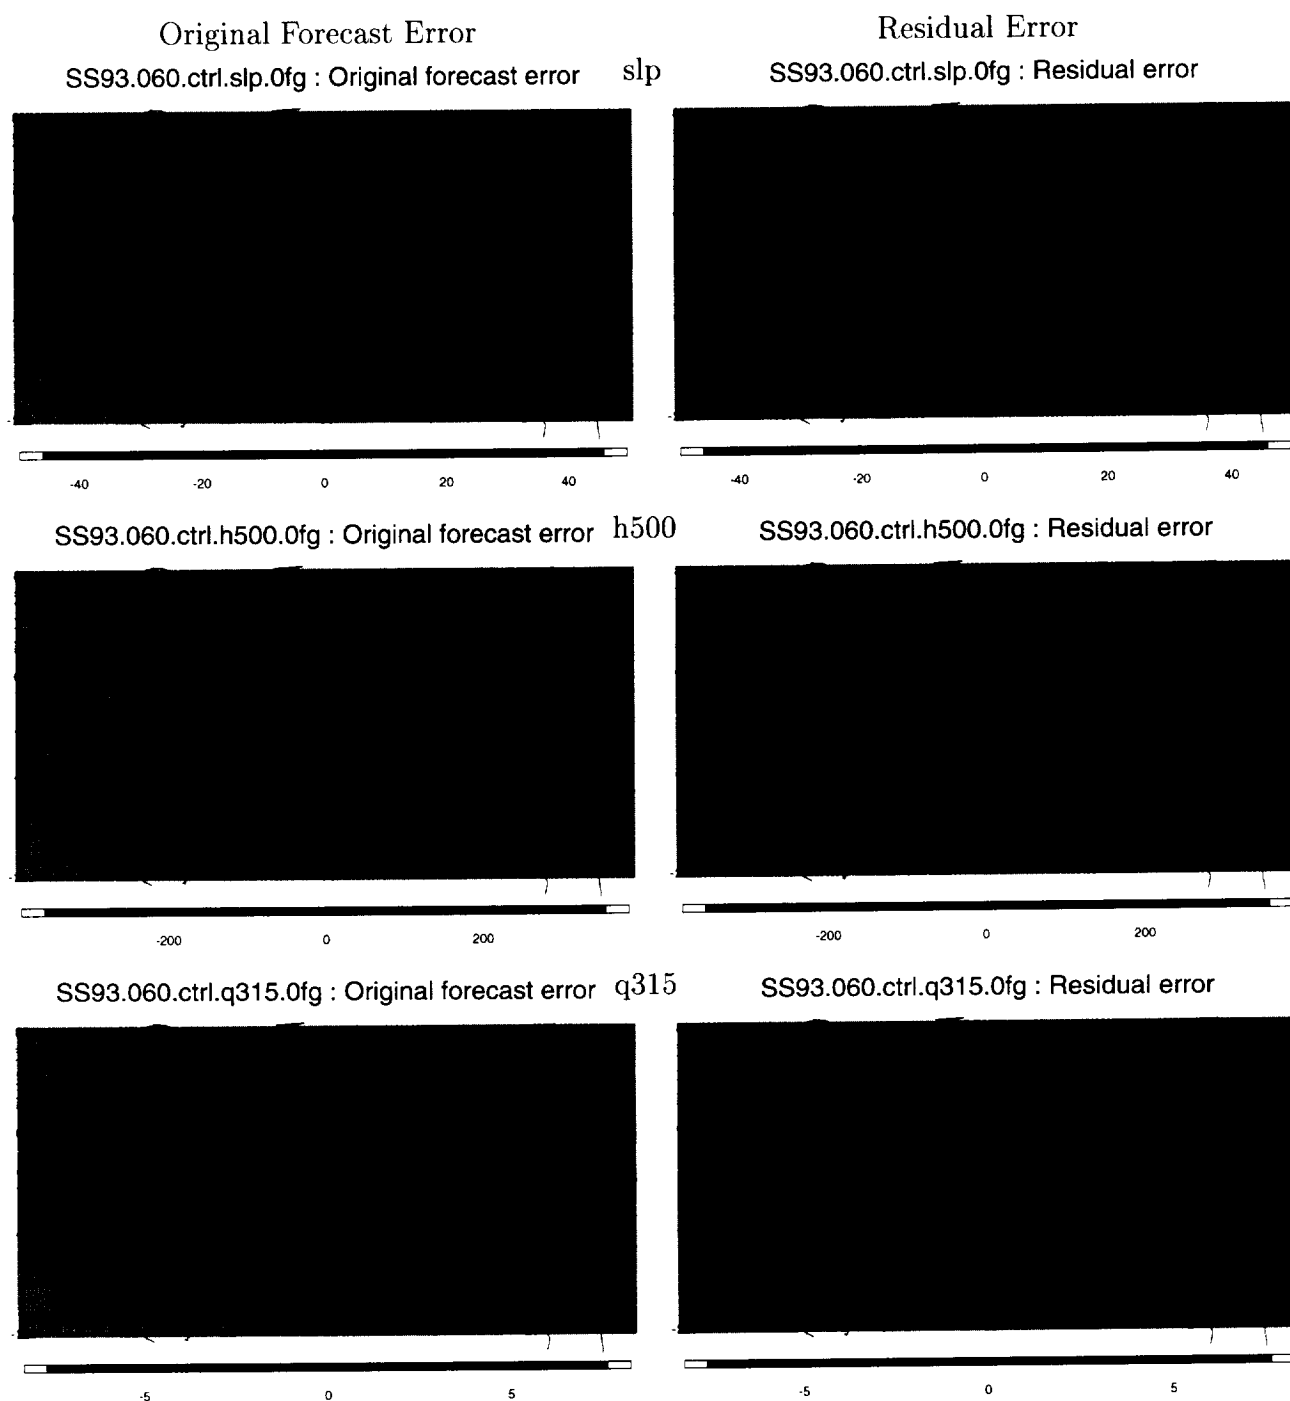 Original Forecast Error
Residual Error
slp
SS93.060.ctrl.slp.0fg : Original forecast error
SS93.060.ctrl.slp.0fg : Residual error
-40 -20 0 20 40
-40 -20 0 20 40
h500
SS93.060.ctrl.h500.0fg : Original forecast error
SS93.060.ctrl.h500.0fg : Residual error
-200 0 200
-200 0 200
q315
SS93.060.ctrl.q315.0fg : Original forecast error
SS93.060.ctrl.q315.0fg : Residual error
-5 0 5
-5 0 5